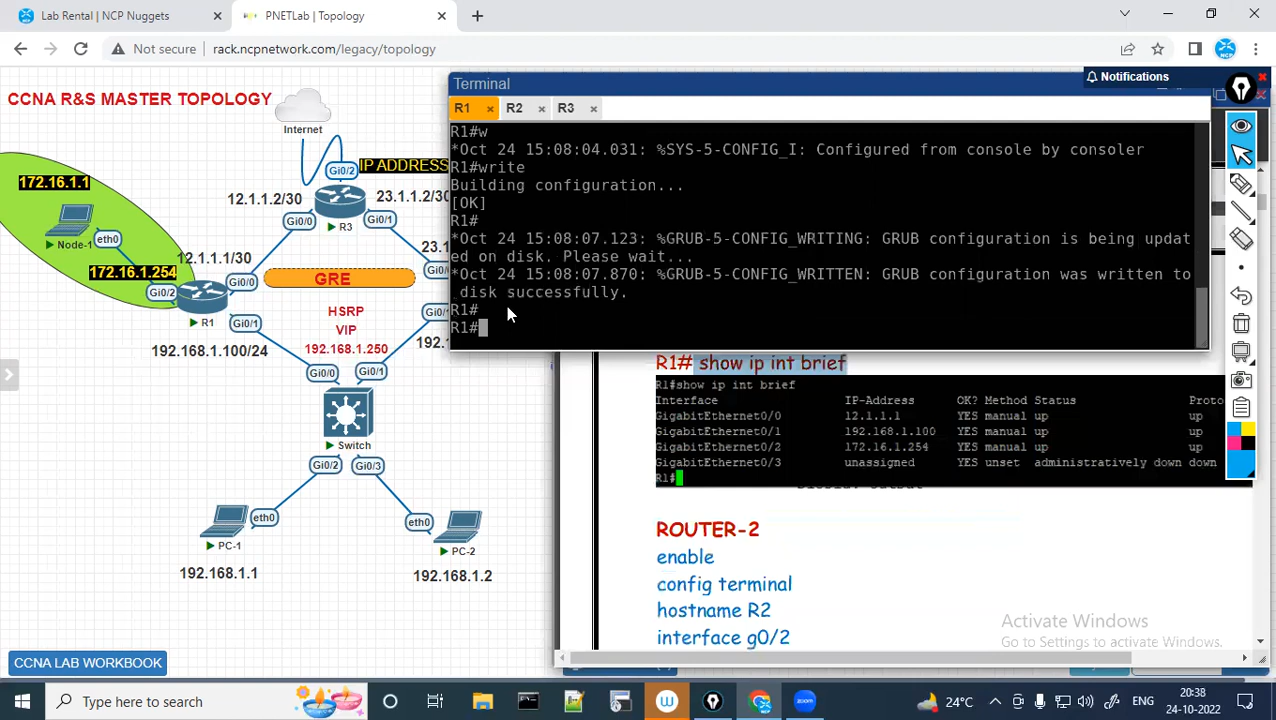 Lab Rental | NCP Nuggets
PNETLab | Topology
Not secure
rack.ncpnetwork.com/legacy/topology
CCNA R&S MASTER TOPOLOGY
Internet
IP ADDRESS
Gi0/2
172.16.1.1
12.1.1.2/30
23.1.1.2/30
Gi0/0
Gi0/1
R3
Node-1
eth0
23.1
172.16.1.254
12.1.1.1/30
Gi0/2
Gi0/0
GRE
Gi0/
R1
HSRP
VIP
192.168.1.250
Gi0/1
Gi0/1
192.168.1.100/24
192.
Gi0/0
Gi0/1
Switch
Gi0/2
Gi0/3
eth0
eth0
PC-1
PC-2
192.168.1.1
192.168.1.2
CCNA LAB WORKBOOK
Terminal
Notifications
R1
R2
R3
R1#w
*Oct 24 15:08:04.031: %SYS-5-CONFIG_I: Configured from console by consoler
R1#write
Building configuration...
[OK]
R1#
*Oct 24 15:08:07.123: %GRUB-5-CONFIG_WRITING: GRUB configuration is being updat
ed on disk. Please wait...
*Oct 24 15:08:07.870: %GRUB-5-CONFIG_WRITTEN: GRUB configuration was written to
disk successfully.
R1#
R1#
R1# show ip int brief
R1#show ip int brief
Interface IP-Address OK? Method Status Proto
GigabitEthernet0/0 12.1.1.1 YES manual up up
GigabitEthernet0/1 192.168.1.100 YES manual up up
GigabitEthernet0/2 172.16.1.254 YES manual up up
GigabitEthernet0/3 unassigned YES unset administratively down down
R1#
ROUTER-2
enable
config terminal
hostname R2
interface g0/2
Activate Windows
Go to Settings to activate Windows.
Type here to search
24°C
ENG
20:38
24-10-2022